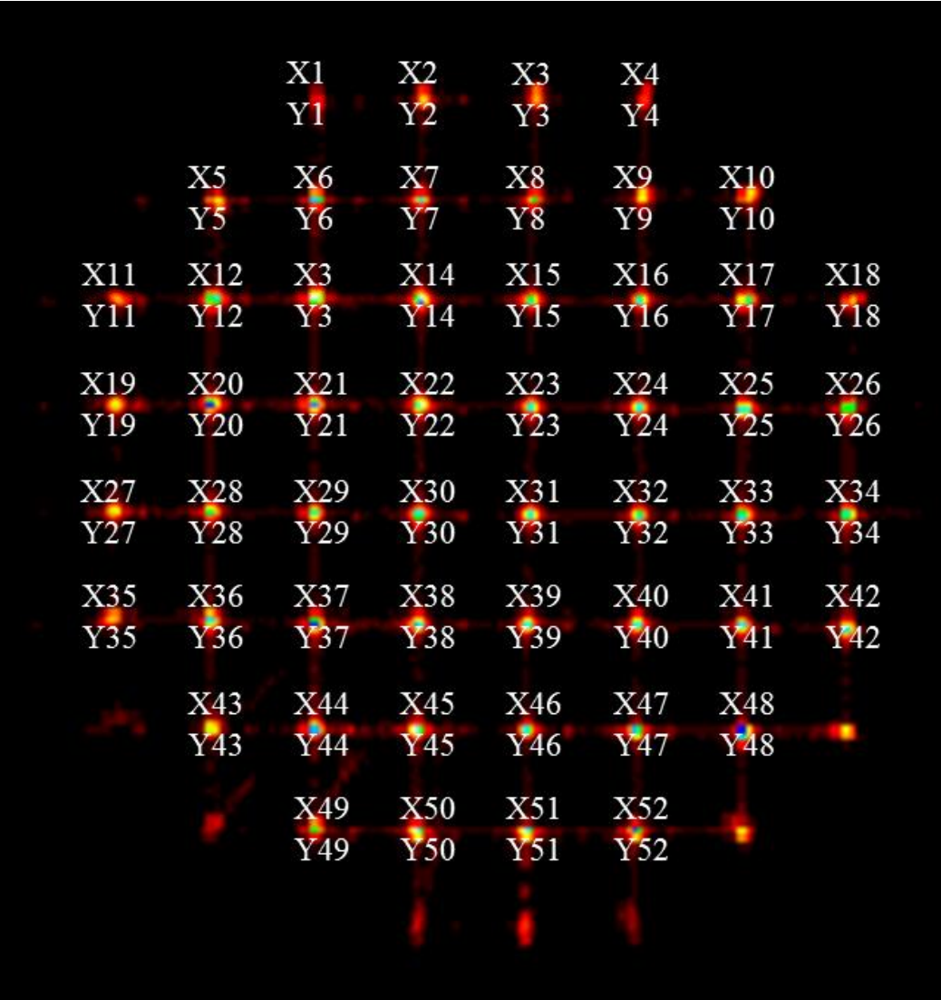 X1 X2 X3 X4
Y1 Y2 Y3 Y4
X5 X6 X7 X8 X9 X10
Y5 Y6 Y7 Y8 Y9 Y10
X11 X12 X3 X14 X15 X16 X17 X18
Y11 Y12 Y3 Y14 Y15 Y16 Y17 Y18
X19 X20 X21 X22 X23 X24 X25 X26
Y19 Y20 Y21 Y22 Y23 Y24 Y25 Y26
X27 X28 X29 X30 X31 X32 X33 X34
Y27 Y28 Y29 Y30 Y31 Y32 Y33 Y34
X35 X36 X37 X38 X39 X40 X41 X42
Y35 Y36 Y37 Y38 Y39 Y40 Y41 Y42
X43 X44 X45 X46 X47 X48
Y43 Y44 Y45 Y46 Y47 Y48
X49 X50 X51 X52
Y49 Y50 Y51 Y52